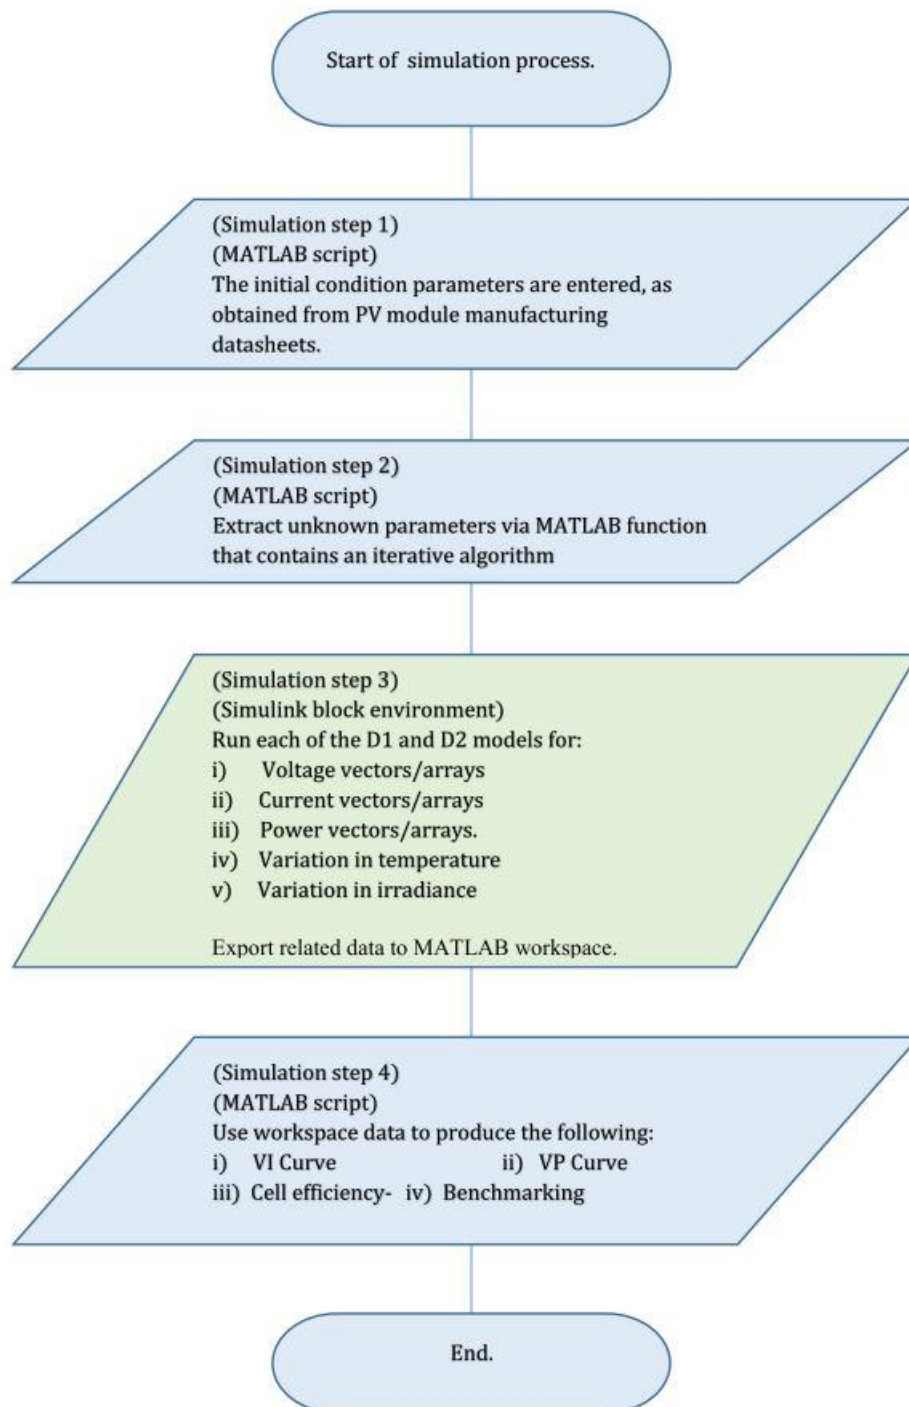 Start of simulation process.
(Simulation step 1)
(MATLAB script)
The initial condition parameters are entered, as
obtained from PV module manufacturing
datasheets.
(Simulation step 2)
(MATLAB script)
Extract unknown parameters via MATLAB function
that contains an iterative algorithm
(Simulation step 3)
(Simulink block environment)
Run each of the D1 and D2 models for:
i) Voltage vectors/arrays
ii) Current vectors/arrays
iii) Power vectors/arrays.
iv) Variation in temperature
v) Variation in irradiance
Export related data to MATLAB workspace.
(Simulation step 4)
(MATLAB script)
Use workspace data to produce the following:
i) VI Curve ii) VP Curve
iii) Cell efficiency- iv) Benchmarking
End.